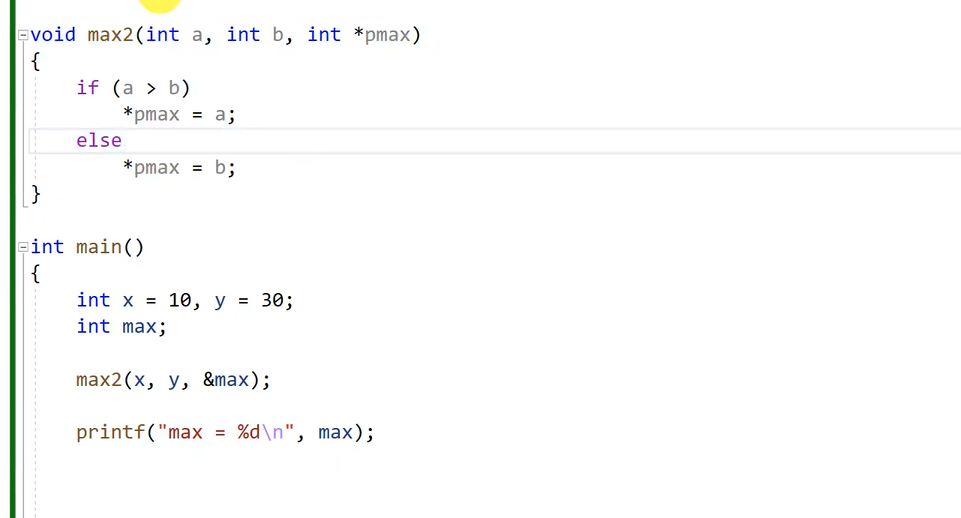 void max2(int a, int b, int *pmax)
{
    if (a > b)
        *pmax = a;
    else
        *pmax = b;
}
int main()
{
    int x = 10, y = 30;
    int max;
    max2(x, y, &max);
    printf("max = %d\n", max);